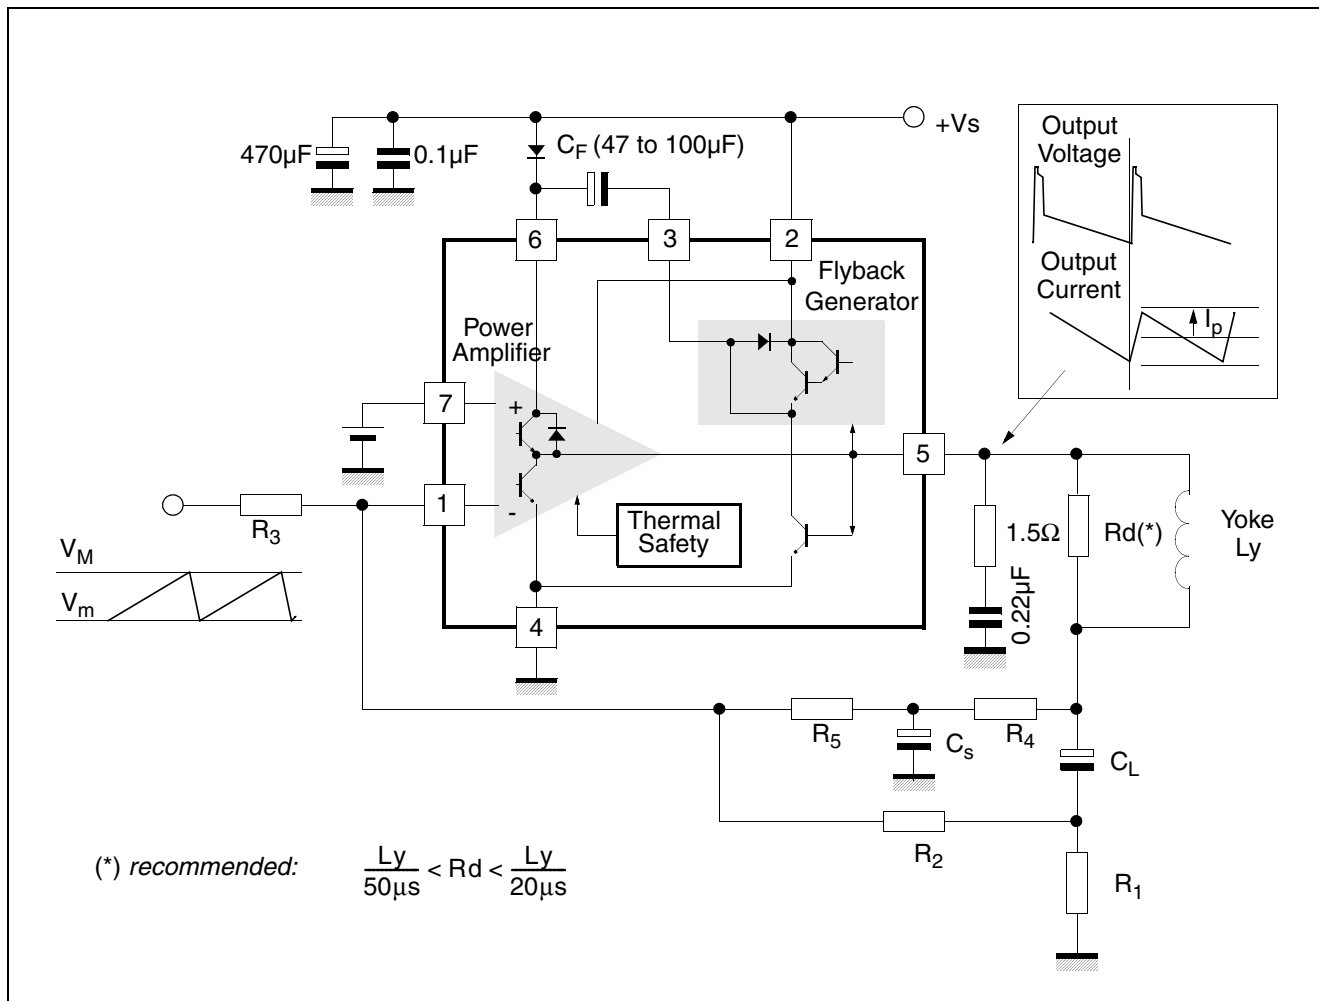 +Vs
Output
Voltage
470µF
0.1µF
C_F (47 to 100µF)
6
3
2
Output
Current
Flyback
Generator
I_p
Power
Amplifier
7
+
5
1
-
R_3
Thermal
Safety
1.5Ω
Rd(*)
Yoke
Ly
V_M
V_m
0.22µF
4
R_5
C_s
R_4
C_L
R_2
R_1
(*) recommended: Ly/50µs < Rd < Ly/20µs